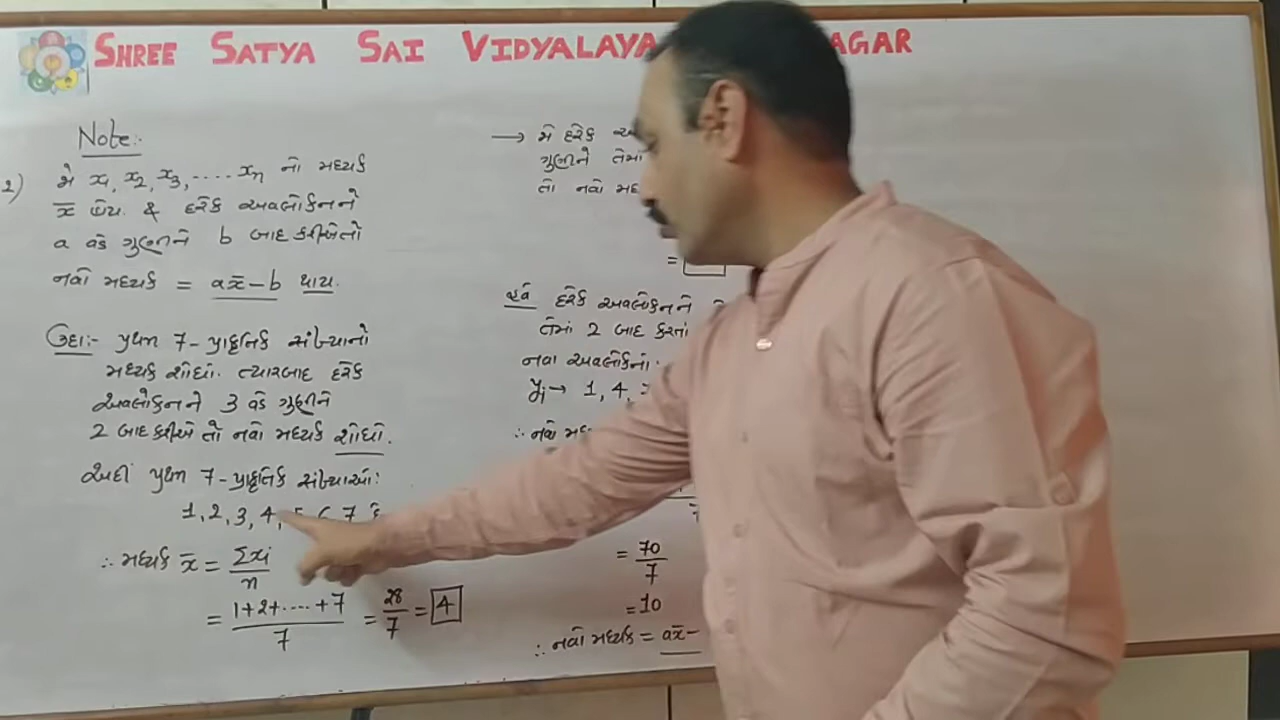 SHREE SATYA SAI VIDYALAYA AGAR
Note:-
2) જો x₁, x₂, x₃, ..... xₙ નો મધ્યક
x̄ હોય & દરેક અવલોકનને
a વડે ગુણીને b બાદ કરીએ તો
નવો મધ્યક = ax̄ - b થાય.
ઉદા:- પ્રથમ 7 - પ્રાકૃતિક સંખ્યાનો
મધ્યક શોધો. ત્યારબાદ દરેક
અવલોકનને 3 વડે ગુણીને
2 બાદ કરીએ તો નવો મધ્યક શોધો.
અહીં પ્રથમ 7 - પ્રાકૃતિક સંખ્યાઓ:
1, 2, 3, 4, 5, 6, 7 છે
∴ મધ્યક x̄ = Σxi / n
= 1+2+.....+7 / 7 = 28/7 = 4
→ જો દરેક
ગુણીને તેમાં
તો નવો
=
હવે દરેક અવલોકનને
તેમાં 2 બાદ કરતાં
નવા અવલોકનો:
yi → 1, 4,
∴ નવો
= 70/7
= 10
∴ નવો મધ્યક = ax̄ -